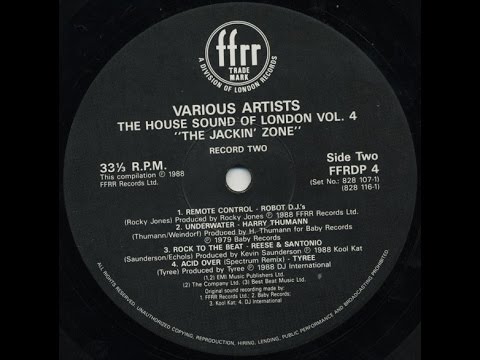 ffrr
TRADE
MARK
A DIVISION OF LONDON RECORDS
VARIOUS ARTISTS
THE HOUSE SOUND OF LONDON VOL. 4
"THE JACKIN' ZONE"
RECORD TWO
33⅓ R.P.M.
This compilation ℗ 1988
FFRR Records Ltd.
Side Two
FFRDP 4
(Set No.: 828 107-1)
(828 116-1)
1. REMOTE CONTROL - ROBOT D.J.'s
(Rocky Jones) Produced by Rocky Jones ℗ 1988 FFRR Records Ltd.
2. UNDERWATER - HARRY THUMANN
(Thumann/Weindorf) Produced by H. Thumann for Baby Records
℗ 1979 Baby Records
3. ROCK TO THE BEAT - REESE & SANTONIO
(Saunderson/Echols) Produced by Kevin Saunderson ℗ 1988 Kool Kat
4. ACID OVER (Spectrum Remix) - TYREE
(Tyree) Produced by Tyree ℗ 1988 DJ International
(1,2) EMI Music Publishers Ltd.
(2) The Company Ltd. (3) Best Beat Music Ltd.
Original sound recording made by:
1. FFRR Records Ltd.: 2. Baby Records:
3. Kool Kat: 4. DJ International
ALL RIGHTS RESERVED. UNAUTHORISED COPYING, REPRODUCTION, HIRING, LENDING, PUBLIC PERFORMANCE AND BROADCASTING PROHIBITED.